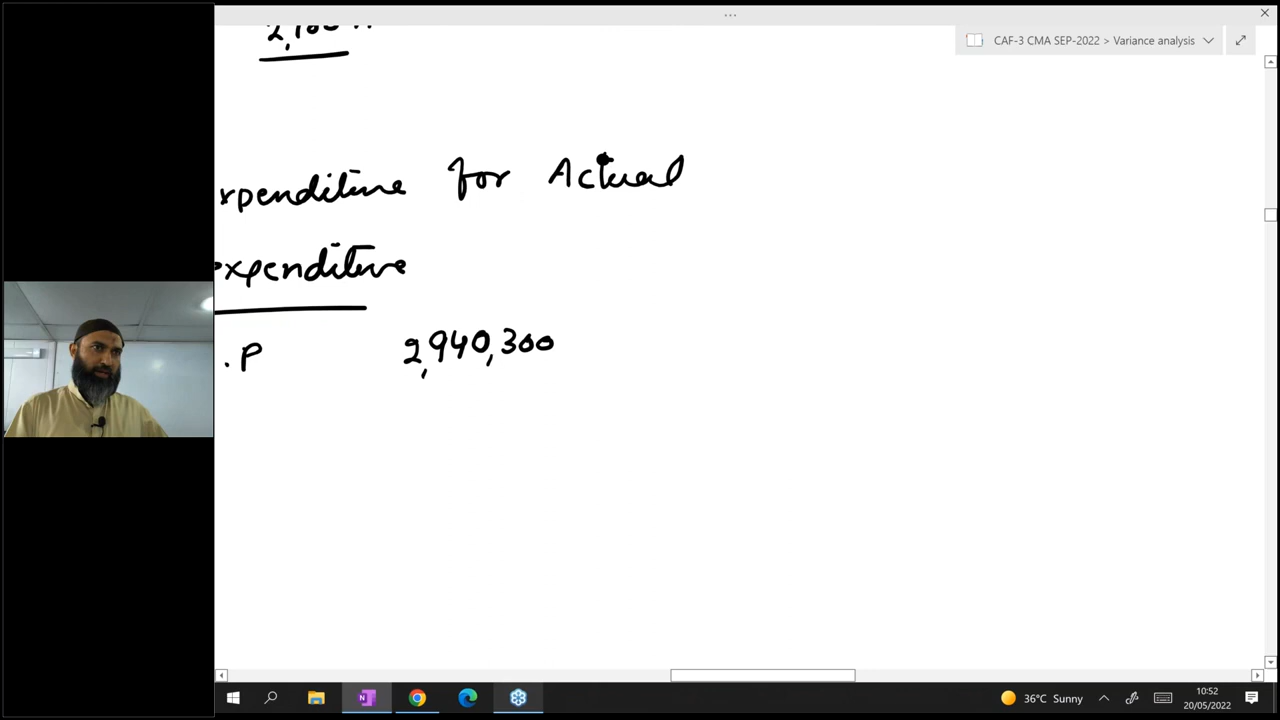 CAF-3 CMA SEP-2022 > Variance analysis
xpenditure for Actual
expenditure
.P 2,940,300
36°C Sunny
10:52
20/05/2022